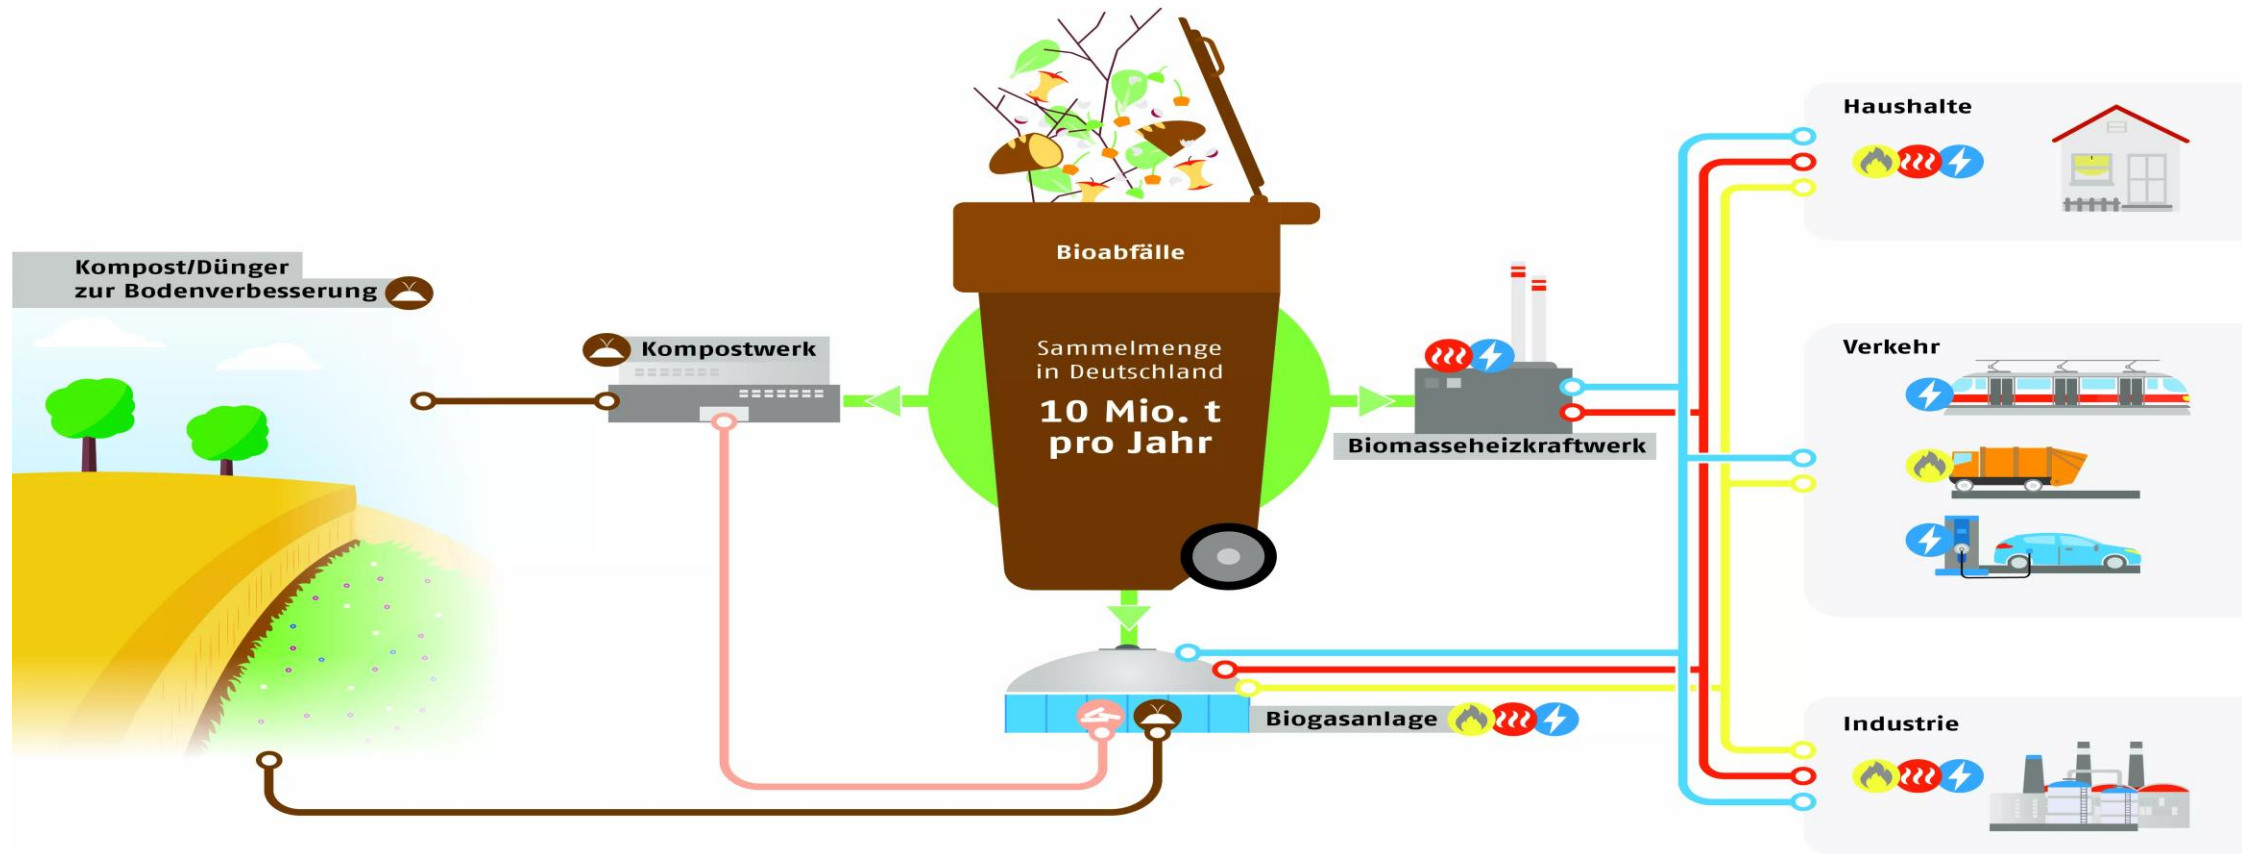 Bioabfälle
Sammelmenge
in Deutschland
10 Mio. t
pro Jahr
Kompost/Dünger
zur Bodenverbesserung
Kompostwerk
Biomasseheizkraftwerk
Biogasanlage
Haushalte
Verkehr
Industrie